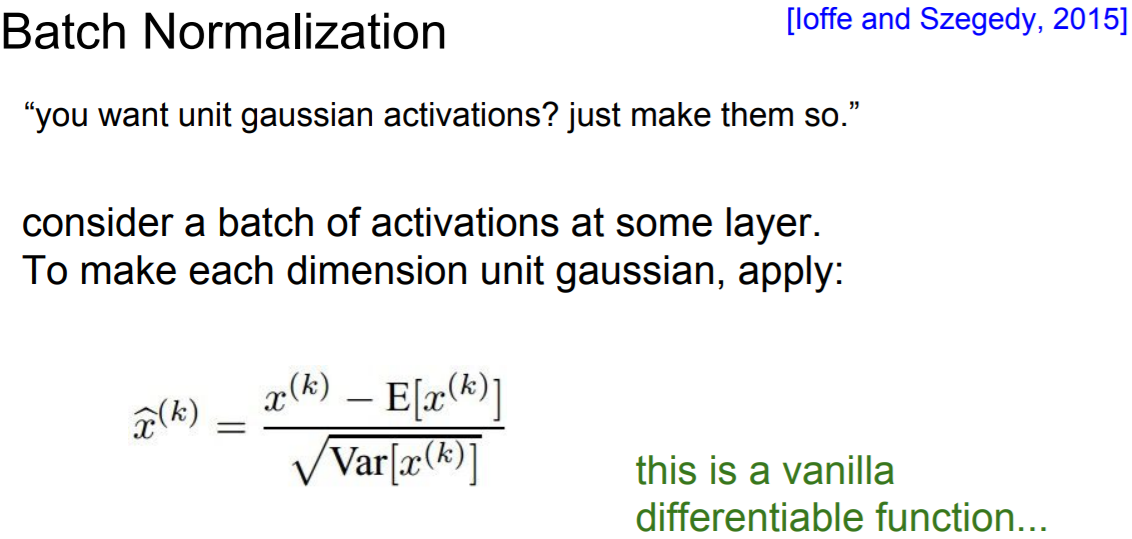 Batch Normalization
[Ioffe and Szegedy, 2015]
“you want unit gaussian activations? just make them so.”
consider a batch of activations at some layer.
To make each dimension unit gaussian, apply:
$\widehat{x}^{(k)} = \frac{x^{(k)} - \mathrm{E}[x^{(k)}]}{\sqrt{\mathrm{Var}[x^{(k)}]}}$
this is a vanilla
differentiable function...